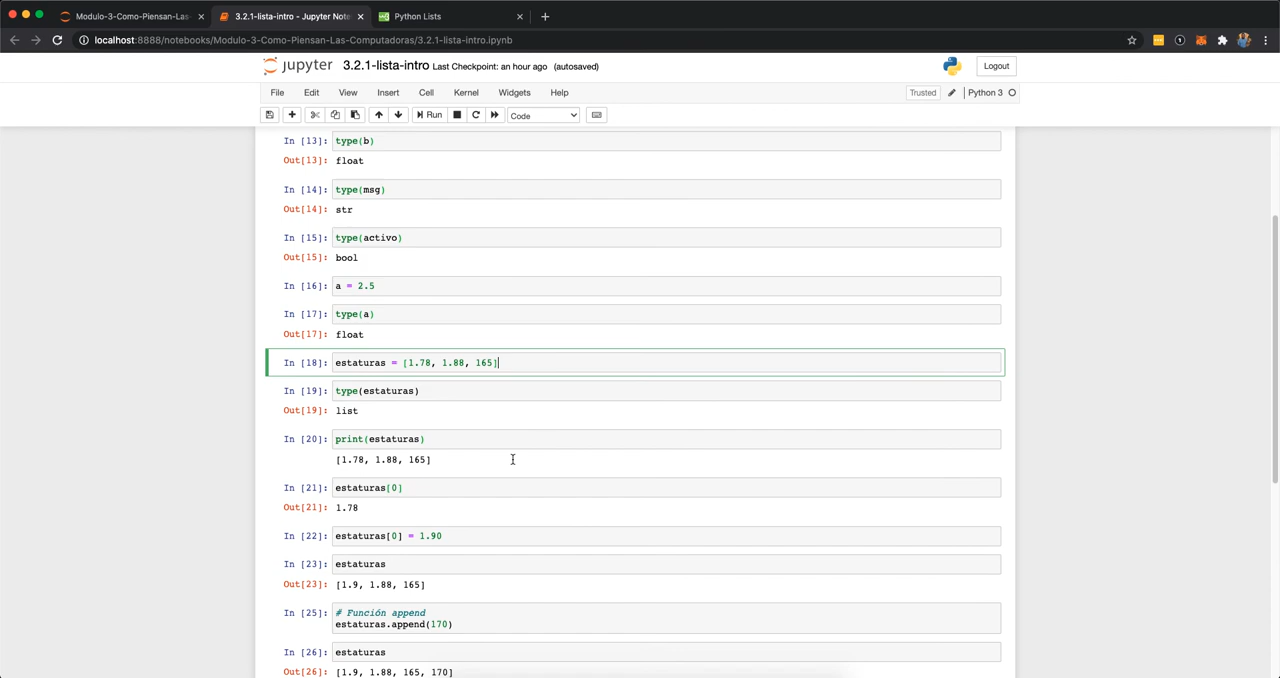 Modulo-3-Como-Piensan-Las-
3.2.1-lista-intro - Jupyter Note
Python Lists
localhost:8888/notebooks/Modulo-3-Como-Piensan-Las-Computadoras/3.2.1-lista-intro.ipynb
jupyter 3.2.1-lista-intro Last Checkpoint: an hour ago (autosaved)
Logout
File Edit View Insert Cell Kernel Widgets Help
Trusted Python 3
Run Code
In [13]: type(b)
Out[13]: float
In [14]: type(msg)
Out[14]: str
In [15]: type(activo)
Out[15]: bool
In [16]: a = 2.5
In [17]: type(a)
Out[17]: float
In [18]: estaturas = [1.78, 1.88, 165]
In [19]: type(estaturas)
Out[19]: list
In [20]: print(estaturas)
[1.78, 1.88, 165]
In [21]: estaturas[0]
Out[21]: 1.78
In [22]: estaturas[0] = 1.90
In [23]: estaturas
Out[23]: [1.9, 1.88, 165]
In [25]: # Función append
estaturas.append(170)
In [26]: estaturas
Out[26]: [1.9, 1.88, 165, 170]